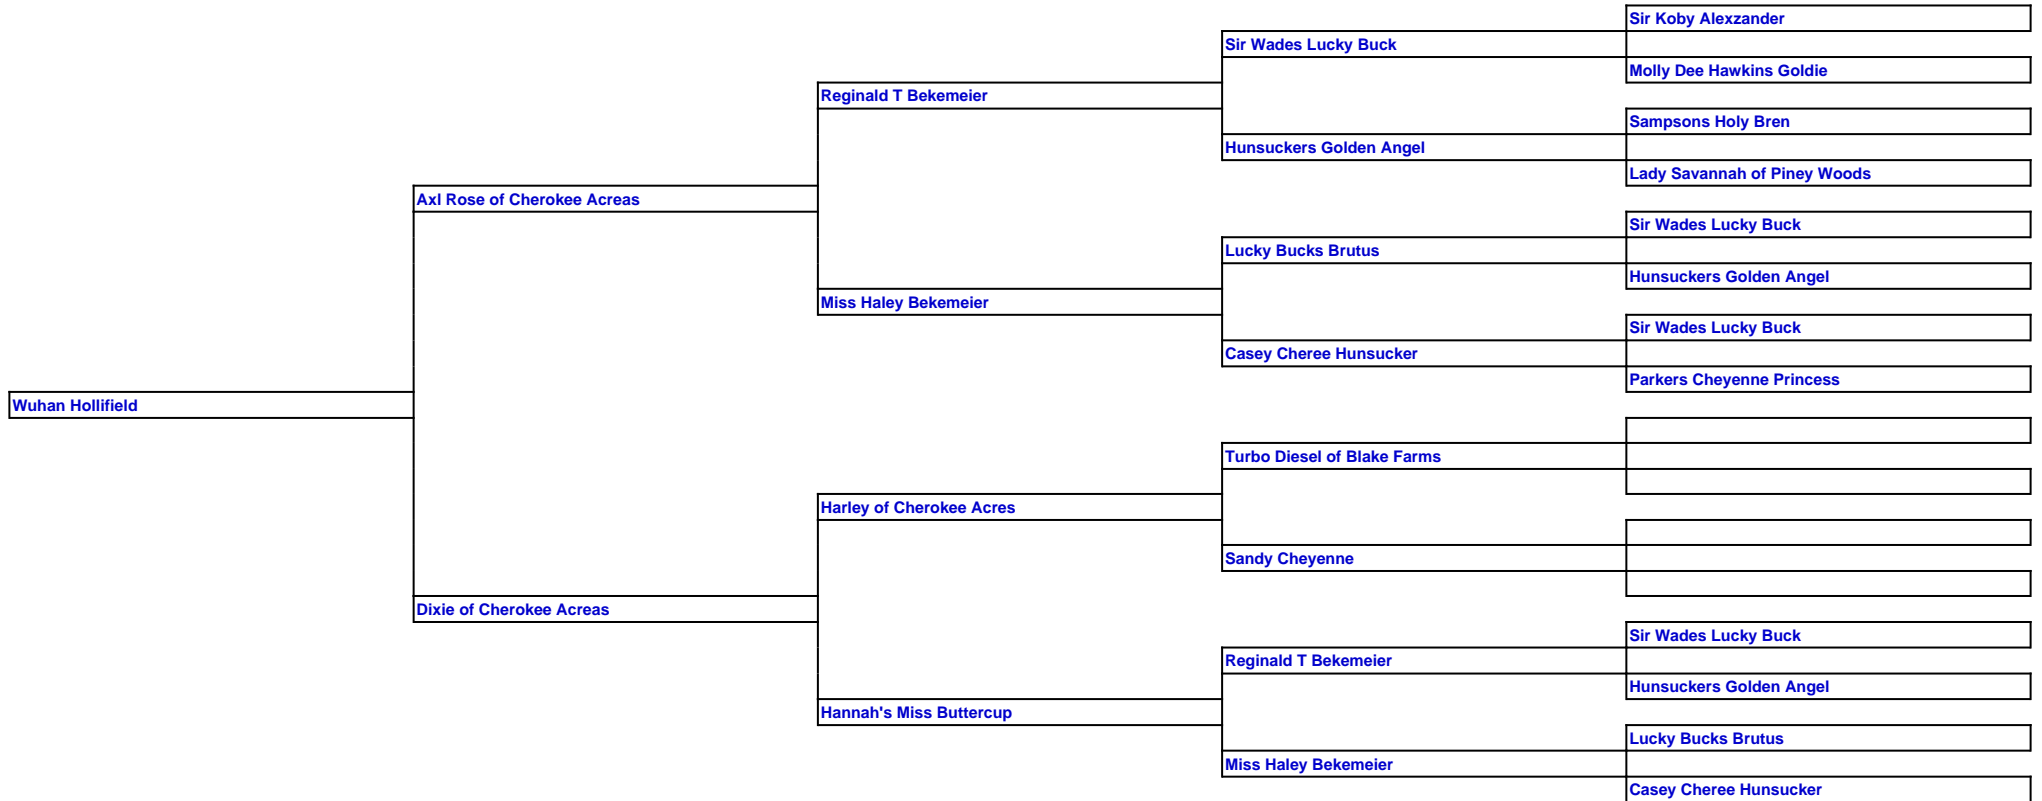 Sir Koby Alexzander
Sir Wades Lucky Buck
Molly Dee Hawkins Goldie
Reginald T Bekemeier
Sampsons Holy Bren
Hunsuckers Golden Angel
Lady Savannah of Piney Woods
Axl Rose of Cherokee Acreas
Sir Wades Lucky Buck
Lucky Bucks Brutus
Hunsuckers Golden Angel
Miss Haley Bekemeier
Sir Wades Lucky Buck
Casey Cheree Hunsucker
Parkers Cheyenne Princess
Wuhan Hollifield
Turbo Diesel of Blake Farms
Harley of Cherokee Acres
Sandy Cheyenne
Dixie of Cherokee Acreas
Sir Wades Lucky Buck
Reginald T Bekemeier
Hunsuckers Golden Angel
Hannah's Miss Buttercup
Lucky Bucks Brutus
Miss Haley Bekemeier
Casey Cheree Hunsucker